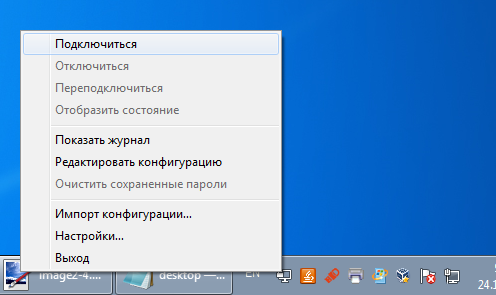 Подключиться
Отключиться
Переподключиться
Отобразить состояние
Показать журнал
Редактировать конфигурацию
Очистить сохраненные пароли
Импорт конфигурации...
Настройки...
Выход
image2-4....
desktop —...
EN
24.1